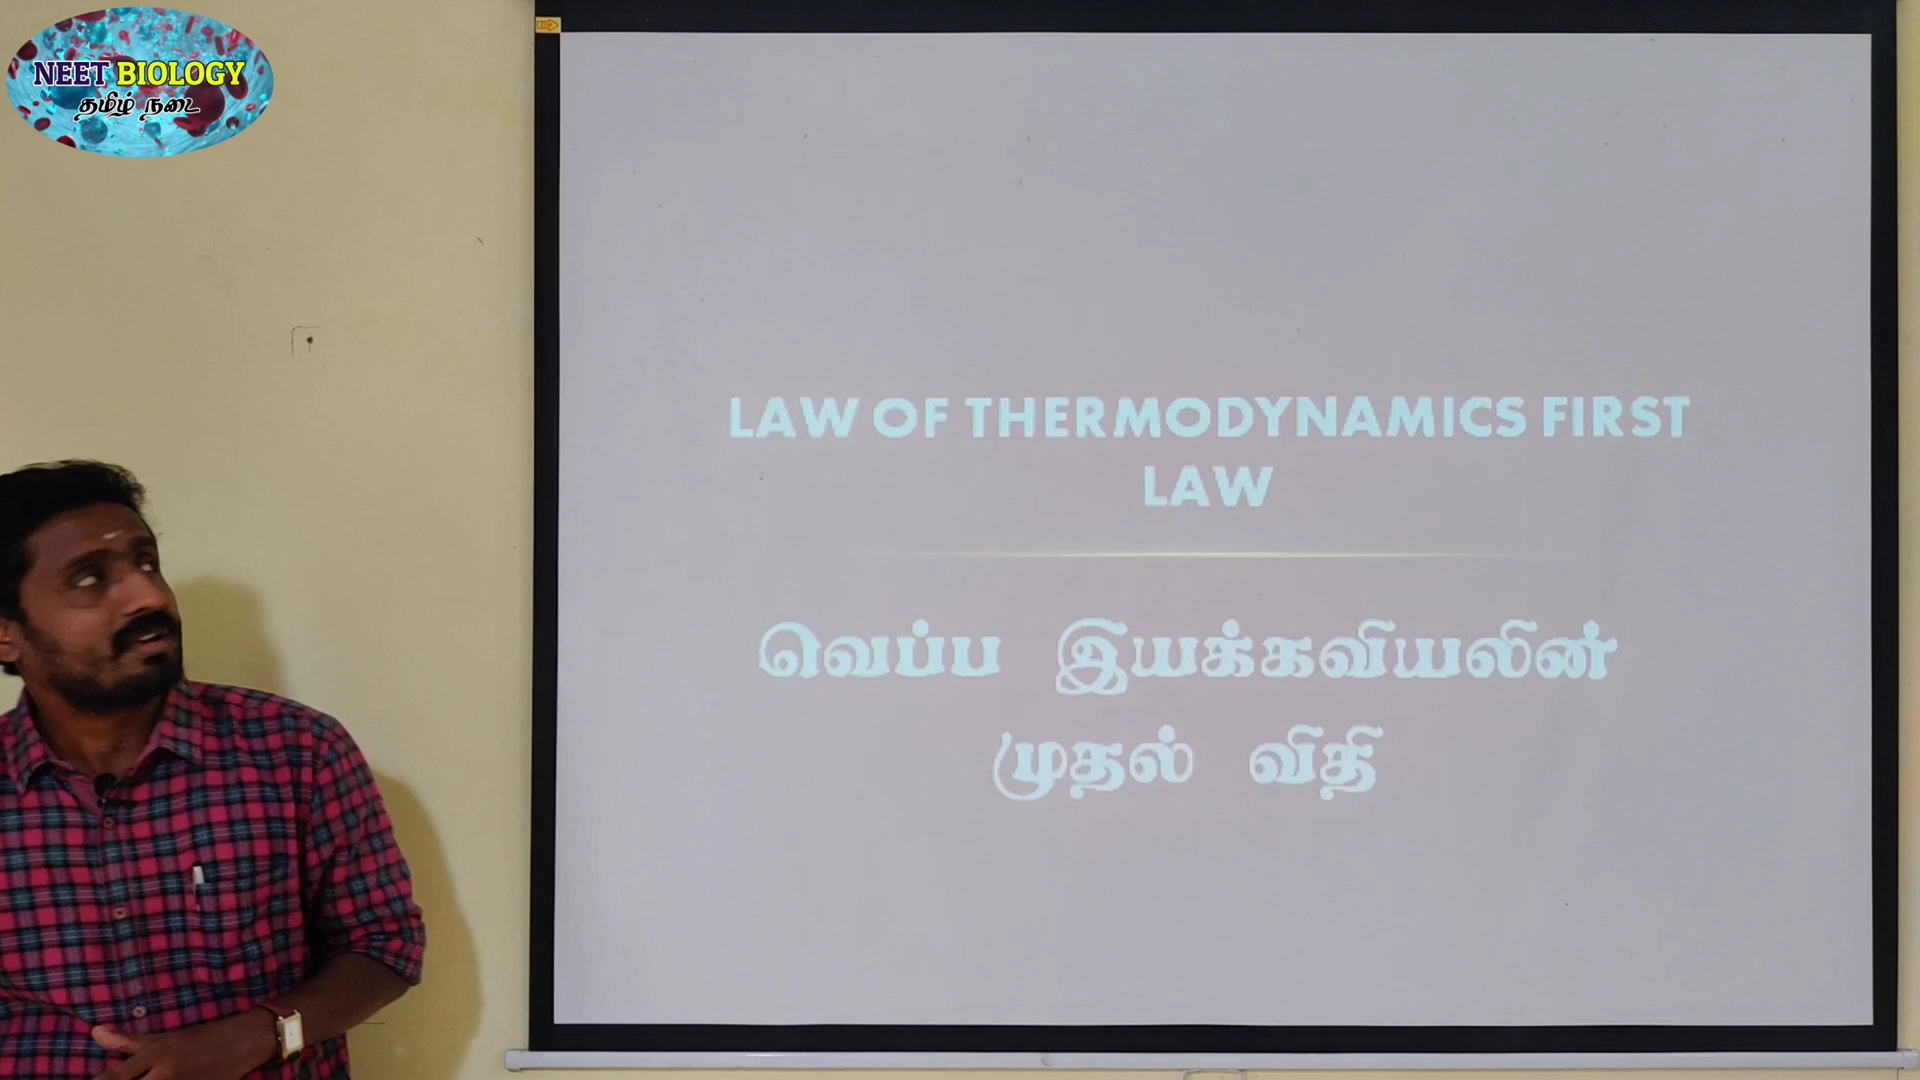 NEET BIOLOGY
தமிழ் நடை
LAW OF THERMODYNAMICS FIRST
LAW
வெப்ப இயக்கவியலின்
முதல் விதி